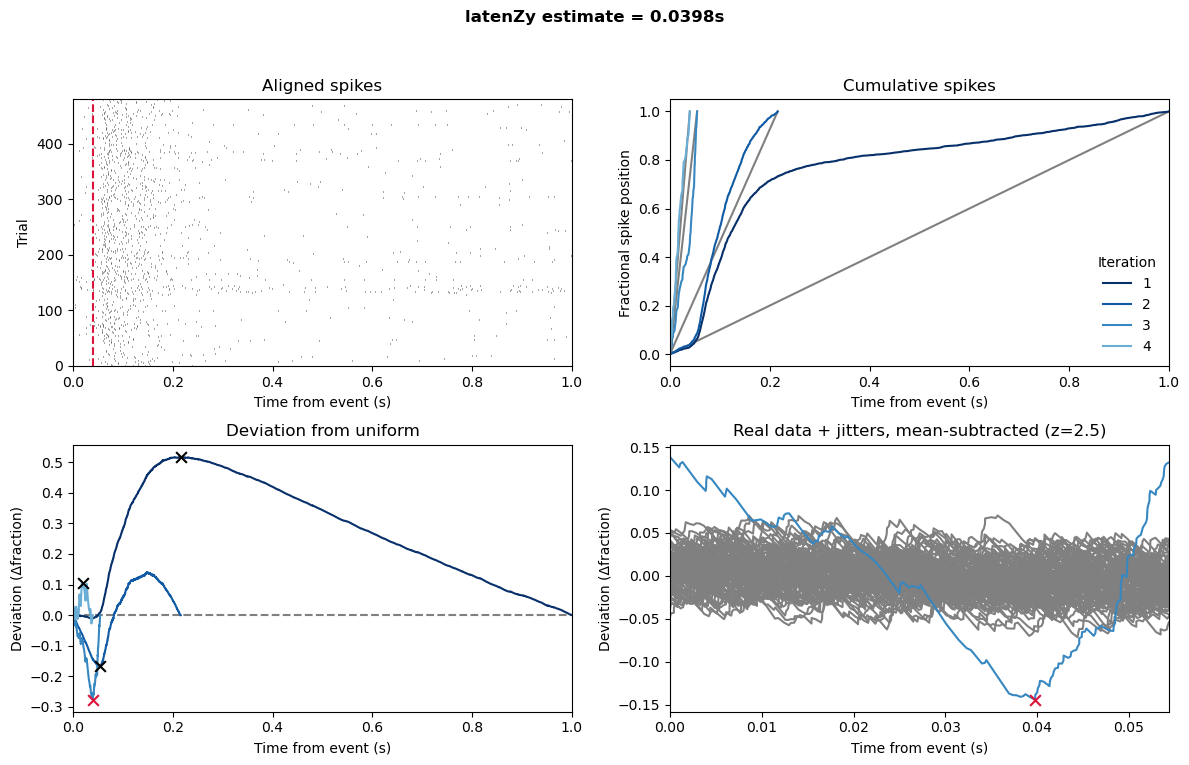 latenZy estimate = 0.0398s
Aligned spikes
Trial
400
300
200
100
0
0.0 0.2 0.4 0.6 0.8 1.0
Time from event (s)
Cumulative spikes
Fractional spike position
1.0
0.8
0.6
0.4
0.2
0.0
Iteration
1
2
3
4
0.0 0.2 0.4 0.6 0.8 1.0
Time from event (s)
Deviation from uniform
Deviation (Δfraction)
0.5
0.4
0.3
0.2
0.1
0.0
−0.1
−0.2
−0.3
0.0 0.2 0.4 0.6 0.8 1.0
Time from event (s)
Real data + jitters, mean-subtracted (z=2.5)
Deviation (Δfraction)
0.15
0.10
0.05
0.00
−0.05
−0.10
−0.15
0.00 0.01 0.02 0.03 0.04 0.05
Time from event (s)